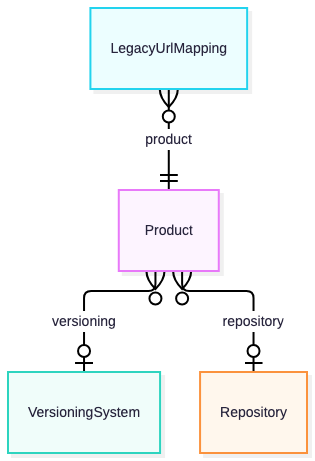 LegacyUrlMapping
product
Product
versioning
repository
VersioningSystem
Repository